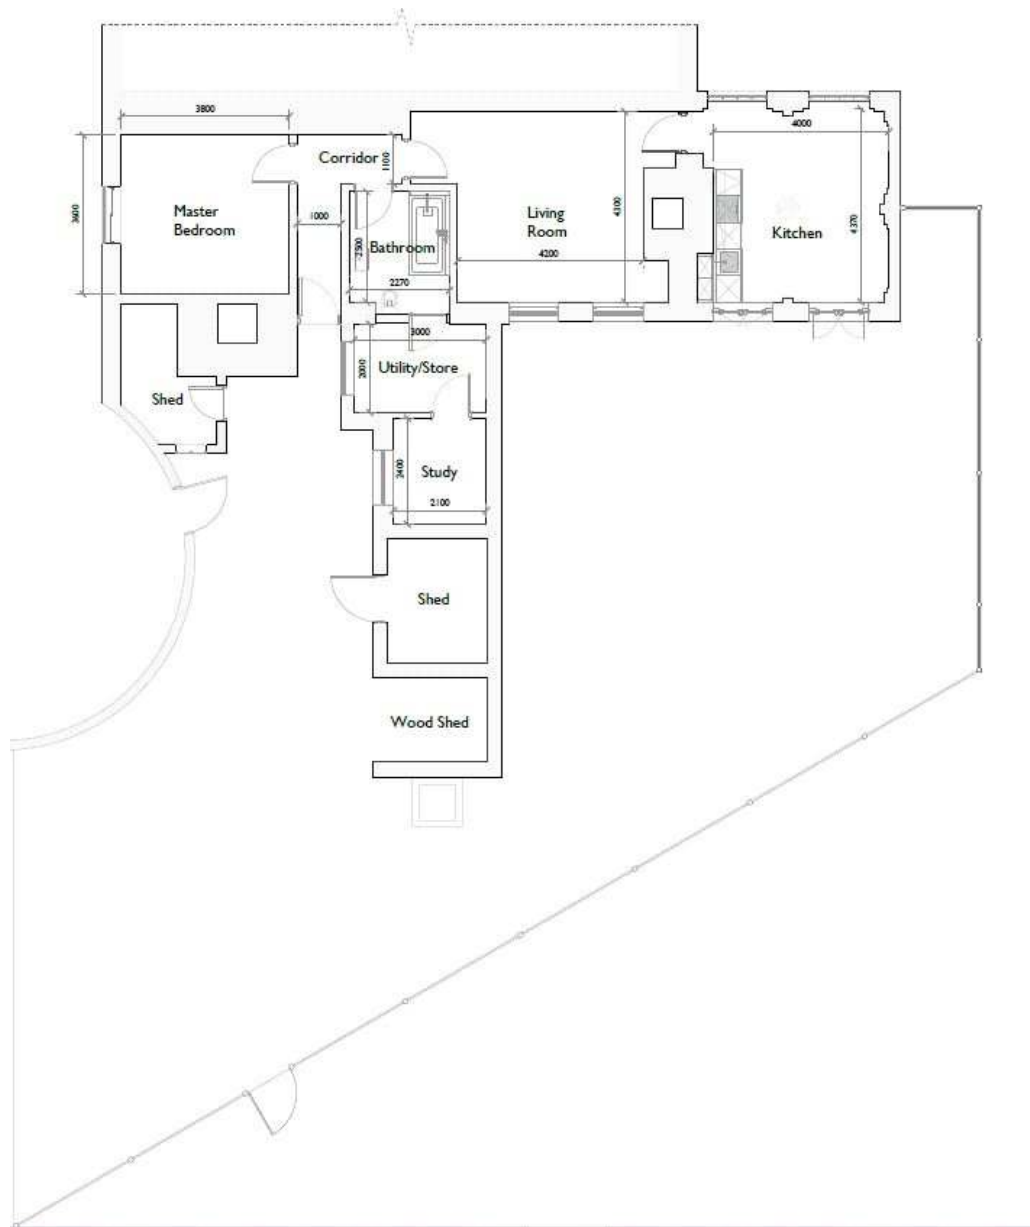 3800
Corridor
1100
4000
3600
Master
Bedroom
1000
Living
Room
4300
4370
Kitchen
Bathroom
2500
4200
2270
3000
Utility/Store
2000
Shed
Study
2400
2100
Shed
Wood Shed